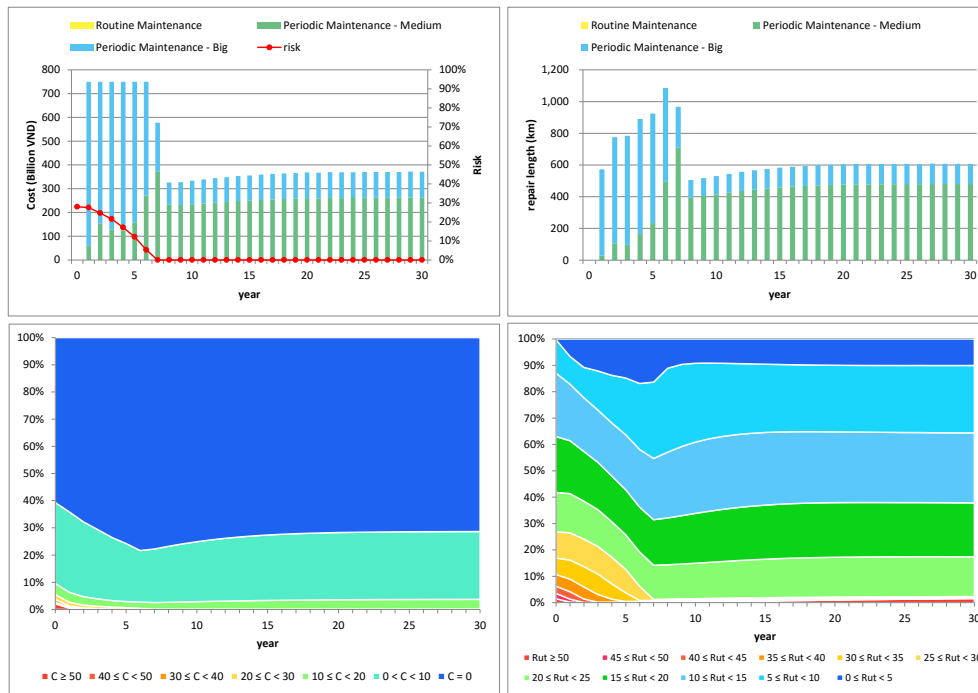 Routine Maintenance Periodic Maintenance - Medium
Periodic Maintenance - Big risk
800
700
600
500
400
300
200
100
0
Cost (Billion VND)
100%
90%
80%
70%
60%
50%
40%
30%
20%
10%
0%
Risk
0 5 10 15 20 25 30
year
Routine Maintenance Periodic Maintenance - Medium
Periodic Maintenance - Big
1,200
1,000
800
600
400
200
0
repair length (km)
0 5 10 15 20 25 30
year
100%
90%
80%
70%
60%
50%
40%
30%
20%
10%
0%
0 5 10 15 20 25 30
year
C ≥ 50 40 ≤ C < 50 30 ≤ C < 40 20 ≤ C < 30 10 ≤ C < 20 0 < C < 10 C = 0
100%
90%
80%
70%
60%
50%
40%
30%
20%
10%
0%
0 5 10 15 20 25 30
year
Rut ≥ 50 45 ≤ Rut < 50 40 ≤ Rut < 45 35 ≤ Rut < 40 30 ≤ Rut < 35 25 ≤ Rut < 30
20 ≤ Rut < 25 15 ≤ Rut < 20 10 ≤ Rut < 15 5 ≤ Rut < 10 0 ≤ Rut < 5